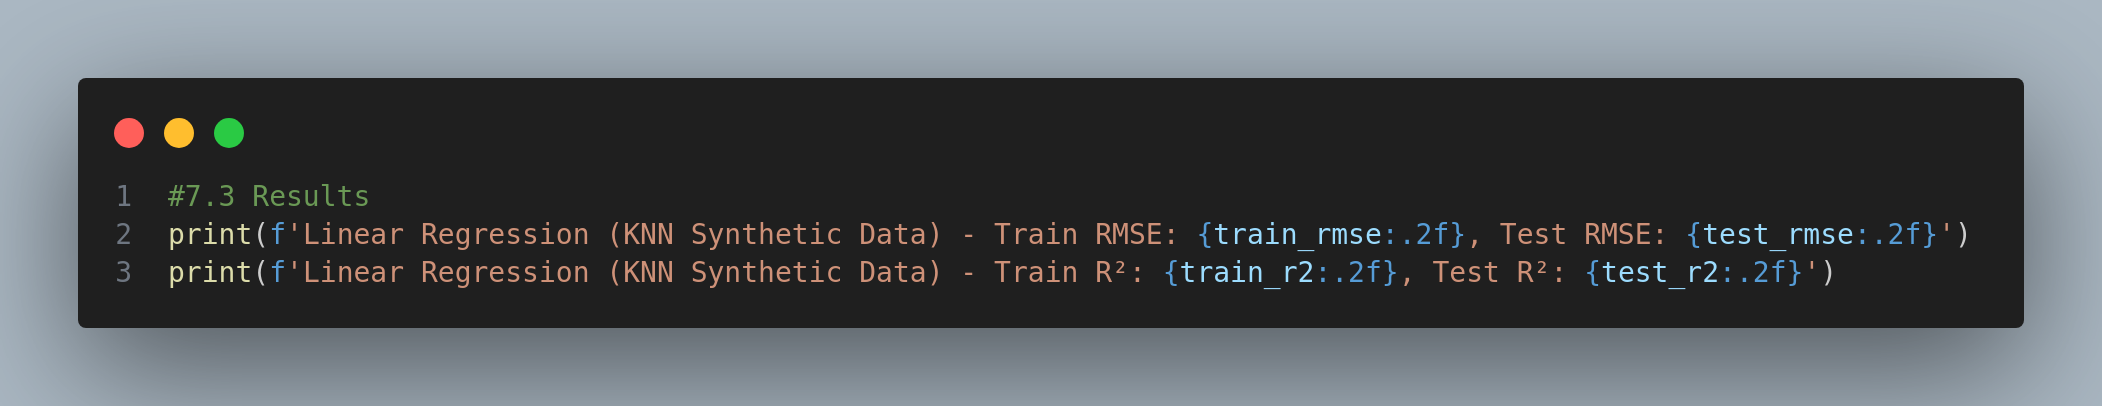 1 #7.3 Results
2 print(f'Linear Regression (KNN Synthetic Data) - Train RMSE: {train_rmse:.2f}, Test RMSE: {test_rmse:.2f}')
3 print(f'Linear Regression (KNN Synthetic Data) - Train R²: {train_r2:.2f}, Test R²: {test_r2:.2f}')